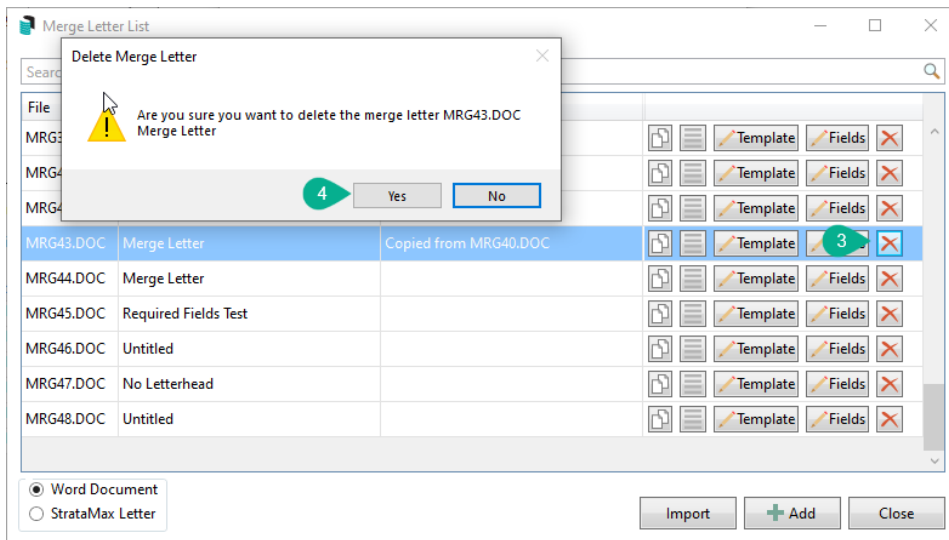 Merge Letter List
Delete Merge Letter
Searc
Are you sure you want to delete the merge letter MRG43.DOC
Merge Letter
4 Yes No
File
MRG3 Template Fields
MRG4 Template Fields
MRG4 Template Fields
MRG43.DOC Merge Letter Copied from MRG40.DOC Template 3
MRG44.DOC Merge Letter Template Fields
MRG45.DOC Required Fields Test Template Fields
MRG46.DOC Untitled Template Fields
MRG47.DOC No Letterhead Template Fields
MRG48.DOC Untitled Template Fields
Word Document
StrataMax Letter
Import Add Close